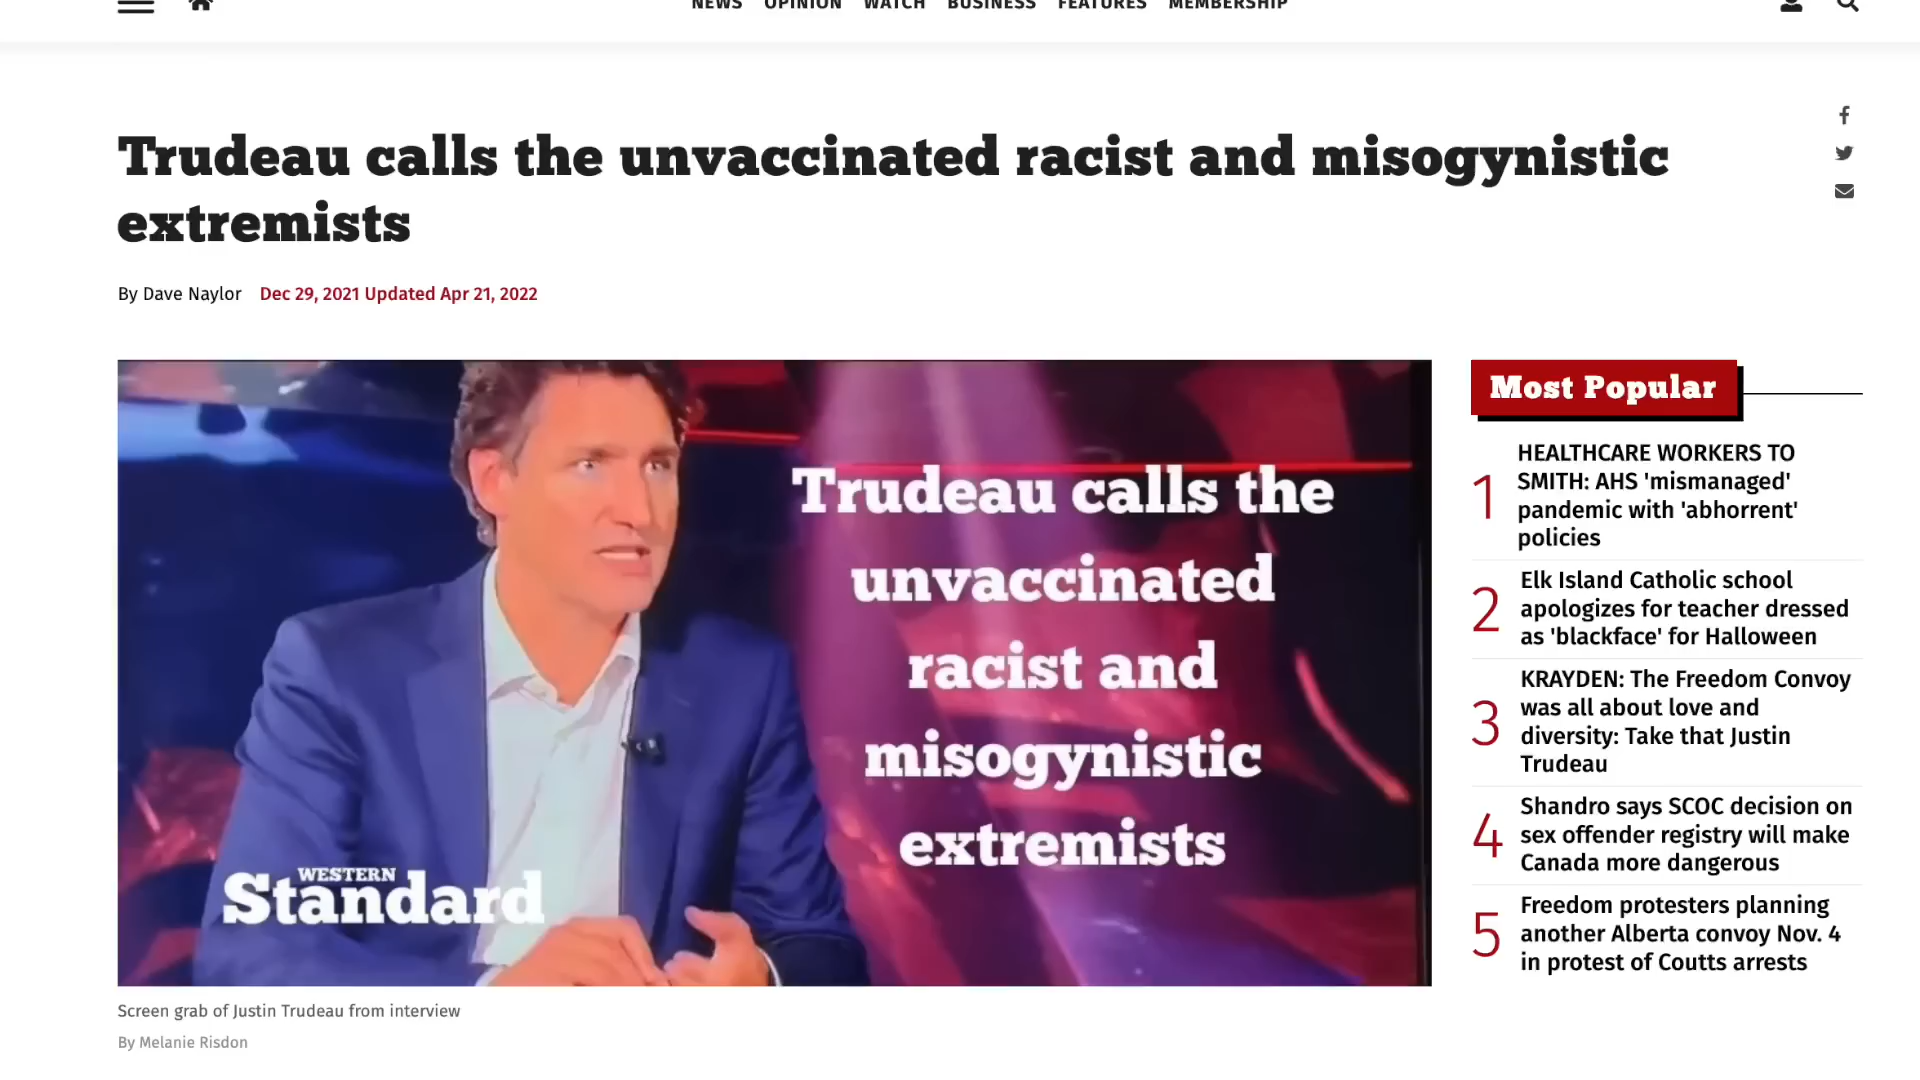 NEWS OPINION WATCH BUSINESS FEATURES MEMBERSHIP
Trudeau calls the unvaccinated racist and misogynistic
extremists
By Dave Naylor Dec 29, 2021 Updated Apr 21, 2022
Trudeau calls the
unvaccinated
racist and
misogynistic
extremists
WESTERN
Standard
Screen grab of Justin Trudeau from interview
By Melanie Risdon
Most Popular
1
HEALTHCARE WORKERS TO
SMITH: AHS 'mismanaged'
pandemic with 'abhorrent'
policies
2
Elk Island Catholic school
apologizes for teacher dressed
as 'blackface' for Halloween
3
KRAYDEN: The Freedom Convoy
was all about love and
diversity: Take that Justin
Trudeau
4
Shandro says SCOC decision on
sex offender registry will make
Canada more dangerous
5
Freedom protesters planning
another Alberta convoy Nov. 4
in protest of Coutts arrests